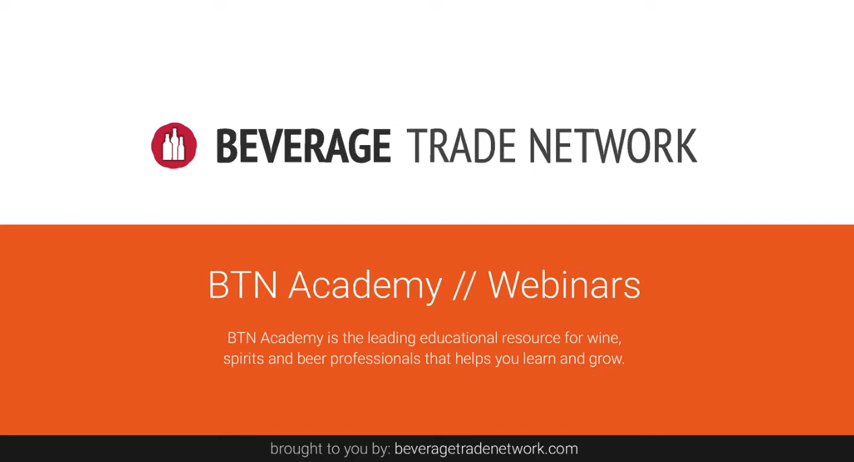 BEVERAGE TRADE NETWORK
BTN Academy // Webinars
BTN Academy is the leading educational resource for wine,
spirits and beer professionals that helps you learn and grow.
brought to you by: beveragetradenetwork.com